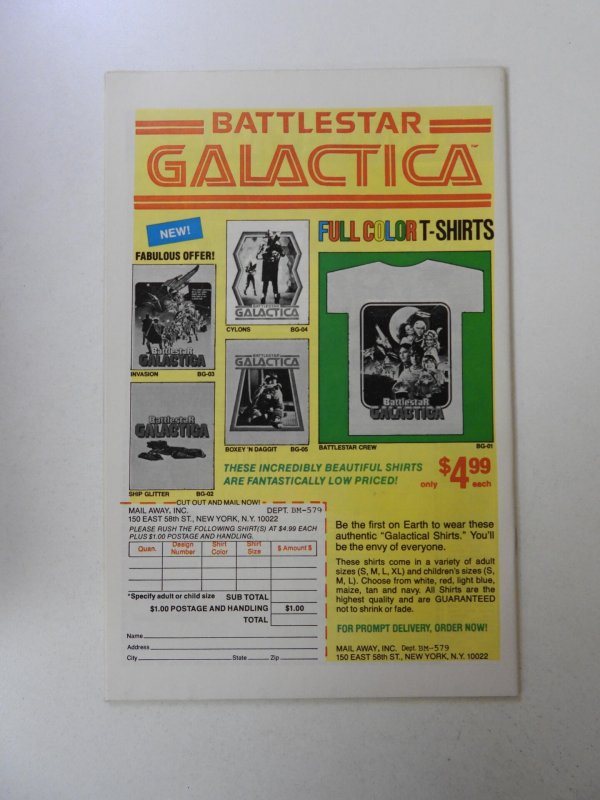 BATTLESTAR
GALACTICA™
NEW!
FABULOUS OFFER!
FULL COLOR T-SHIRTS
BATTLESTAR
GALACTICA
CYLONS BG-04
Battlestar
GALACTICA
INVASION BG-03
BATTLESTAR
GALACTICA
BOXEY 'N DAGGIT BG-05
Battlestar
GALACTICA
SHIP GLITTER BG-02
Battlestar
GALACTICA
BATTLESTAR CREW BG-01
THESE INCREDIBLY BEAUTIFUL SHIRTS
ARE FANTASTICALLY LOW PRICED!
only $4.99 each
CUT OUT AND MAIL NOW!
MAIL AWAY, INC. DEPT. BM-579
150 EAST 58th ST., NEW YORK, N.Y. 10022
PLEASE RUSH THE FOLLOWING SHIRT(S) AT $4.99 EACH
PLUS $1.00 POSTAGE AND HANDLING.
Quan. Design Number Shirt Color Shirt Size $ Amount $
*Specify adult or child size SUB TOTAL
$1.00 POSTAGE AND HANDLING $1.00
TOTAL
Name
Address
City State Zip
Be the first on Earth to wear these
authentic "Galactical Shirts." You'll
be the envy of everyone.
These shirts come in a variety of adult
sizes (S, M, L, XL) and children's sizes (S,
M, L). Choose from white, red, light blue,
maize, tan and navy. All Shirts are the
highest quality and are GUARANTEED
not to shrink or fade.
FOR PROMPT DELIVERY, ORDER NOW!
MAIL AWAY, INC. Dept. BM-579
150 EAST 58th ST., NEW YORK, N.Y. 10022